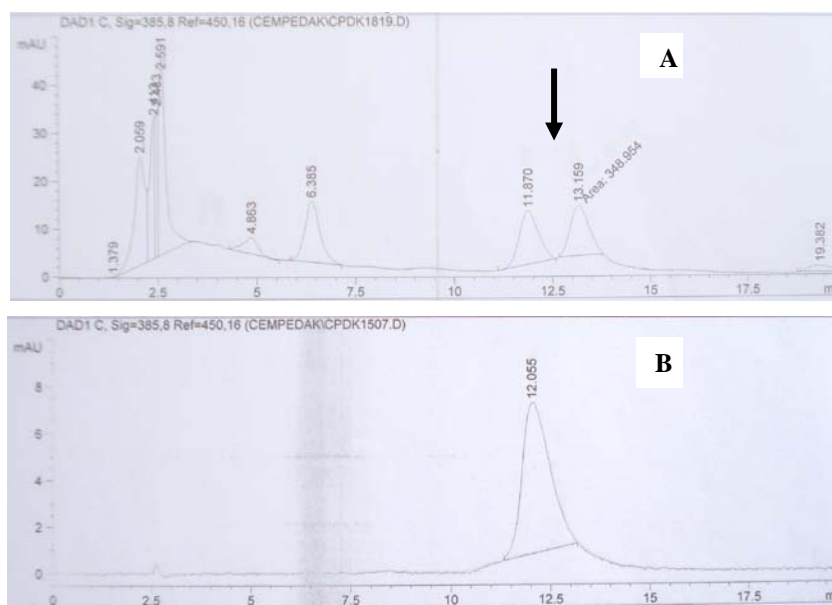 DAD1 C, Sig=385,8 Ref=450,16 (CEMPEDAK\CPDK1819.D)
mAU
A
40
30
20
10
0
1.379
2.059
2.591
4.863
6.385
11.870
13.159
Area: 348.954
19.382
0 2.5 5 7.5 10 12.5 15 17.5 m
DAD1 C, Sig=385,8 Ref=450,16 (CEMPEDAK\CPDK1507.D)
mAU
B
8
6
4
2
0
12.055
0 2.5 5 7.5 10 12.5 15 17.5 m